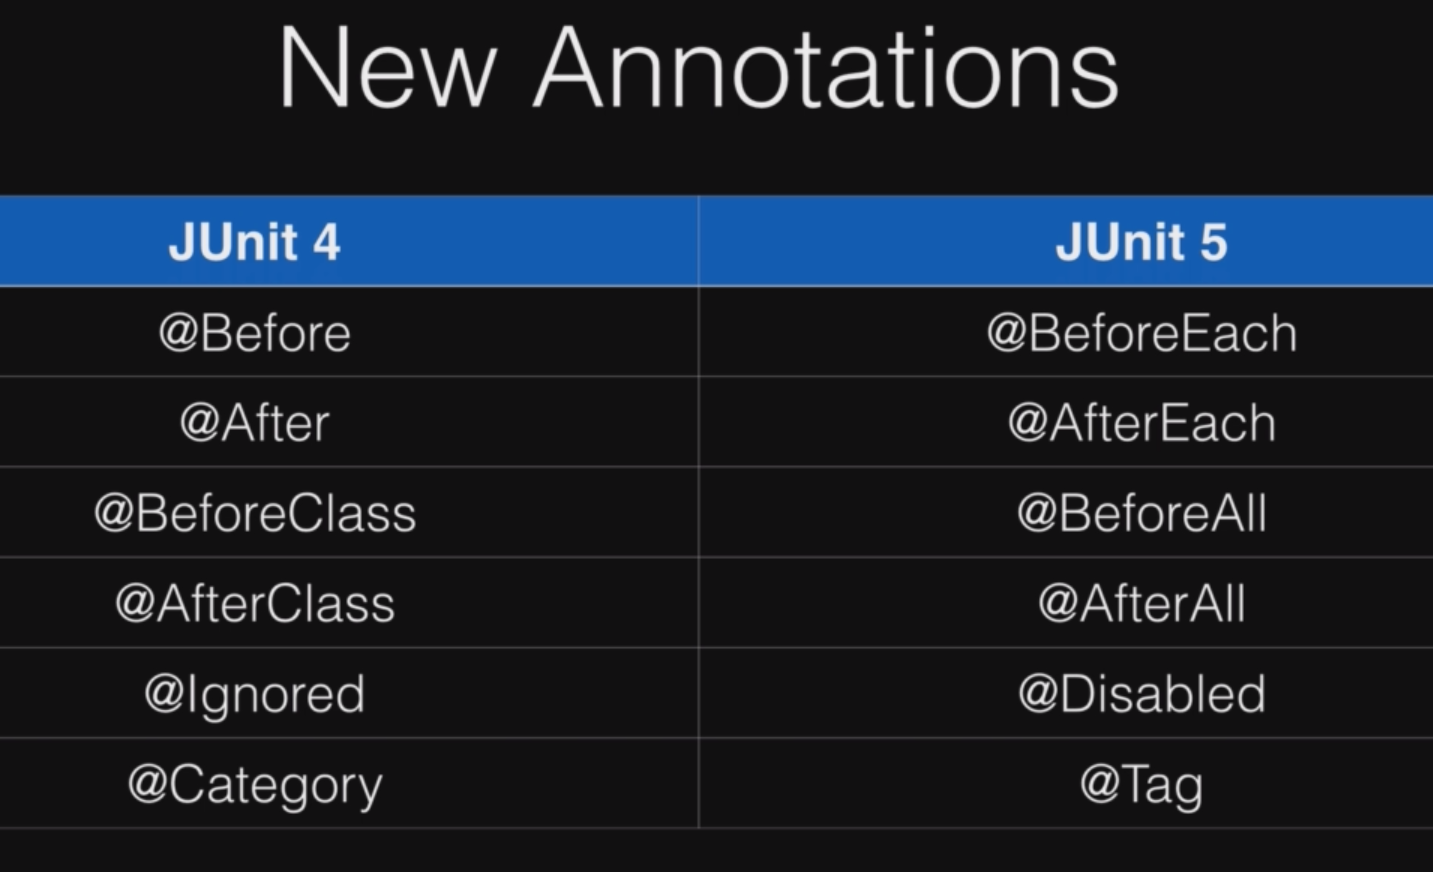 New Annotations
JUnit 4 JUnit 5
@Before @BeforeEach
@After @AfterEach
@BeforeClass @BeforeAll
@AfterClass @AfterAll
@Ignored @Disabled
@Category @Tag